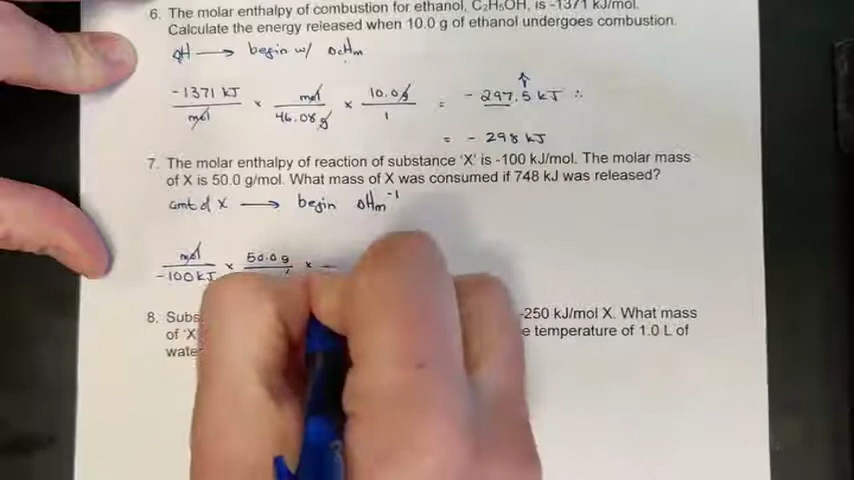 6. The molar enthalpy of combustion for ethanol, C₂H₅OH, is -1371 kJ/mol.
Calculate the energy released when 10.0 g of ethanol undergoes combustion.
ΔH → begin w/ ΔHm
-1371 kJ / mol × mol / 46.08 g × 10.0 g / 1 = - 297.5 kJ ∴
= - 298 kJ
7. The molar enthalpy of reaction of substance 'X' is -100 kJ/mol. The molar mass
of X is 50.0 g/mol. What mass of X was consumed if 748 kJ was released?
amt of X → begin ΔHm⁻¹
mol / -100 kJ × 50.0 g ×
8. Subs -250 kJ/mol X. What mass
of 'X' temperature of 1.0 L of
wate